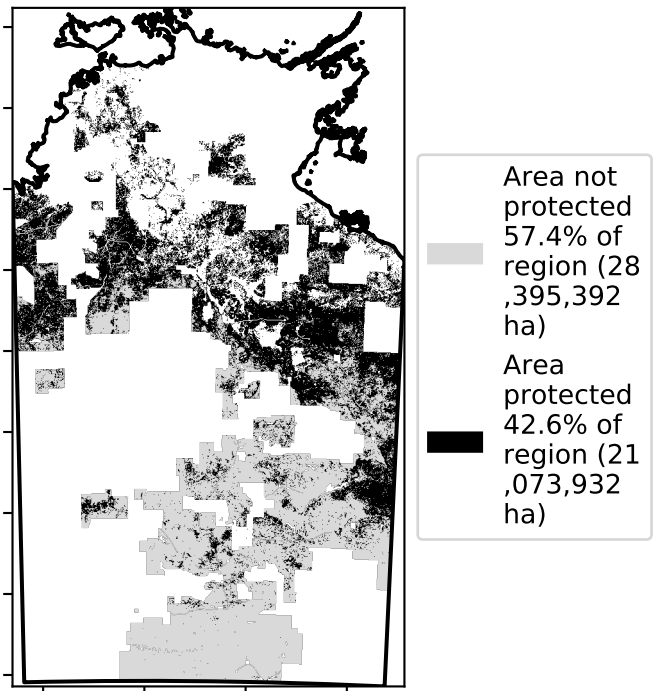 Area not
protected
57.4% of
region (28
,395,392
ha)
Area
protected
42.6% of
region (21
,073,932
ha)